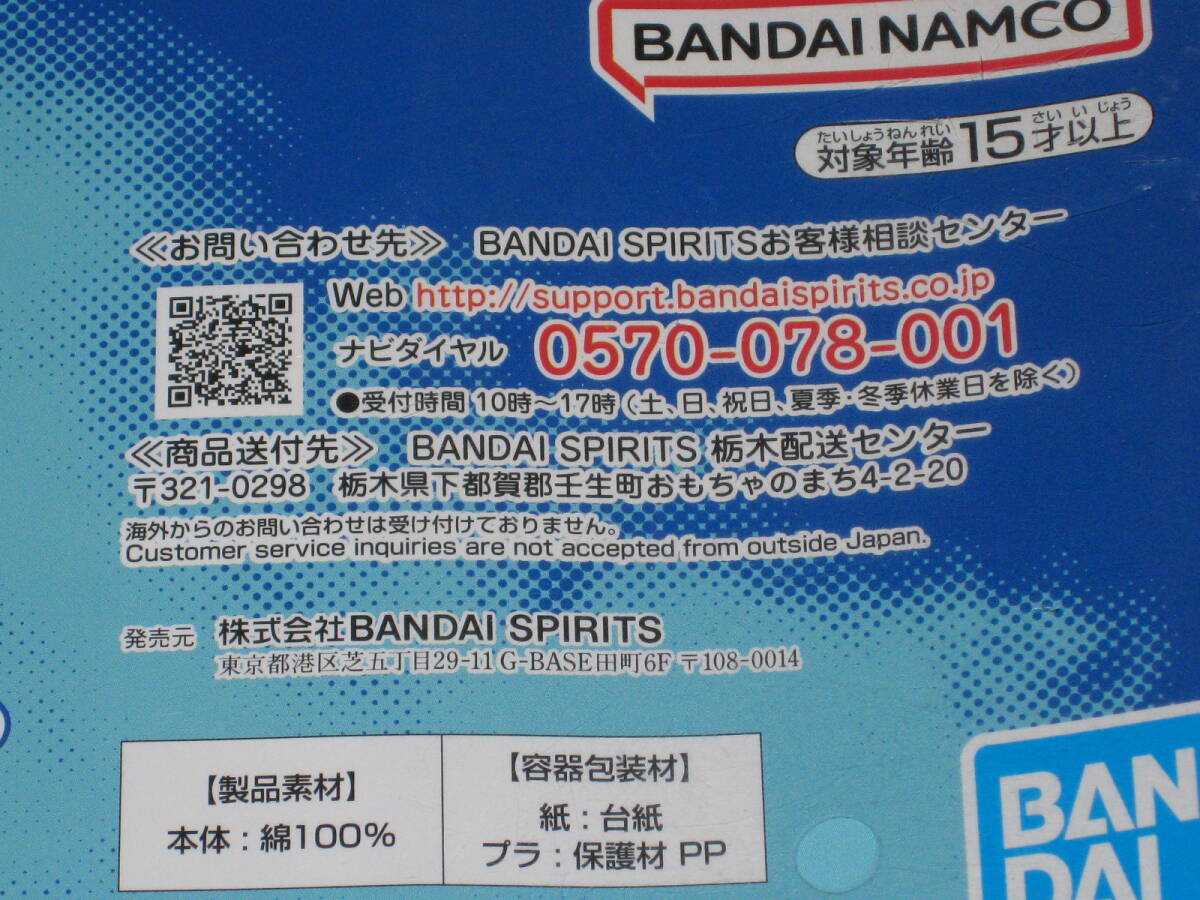 BANDAI NAMCO
たいしょうねんれい さい い じょう
対象年齢15才以上
≪お問い合わせ先≫ BANDAI SPIRITSお客様相談センター
Web http://support.bandaispirits.co.jp
ナビダイヤル 0570-078-001
●受付時間 10時〜17時(土、日、祝日、夏季・冬季休業日を除く)
≪商品送付先≫ BANDAI SPIRITS 栃木配送センター
〒321-0298 栃木県下都賀郡壬生町おもちゃのまち4-2-20
海外からのお問い合わせは受け付けておりません。
Customer service inquiries are not accepted from outside Japan.
発売元 株式会社BANDAI SPIRITS
東京都港区芝五丁目29-11 G-BASE田町6F 〒108-0014
【製品素材】
本体:綿100%
【容器包装材】
紙:台紙
プラ:保護材 PP
BAN
DAI